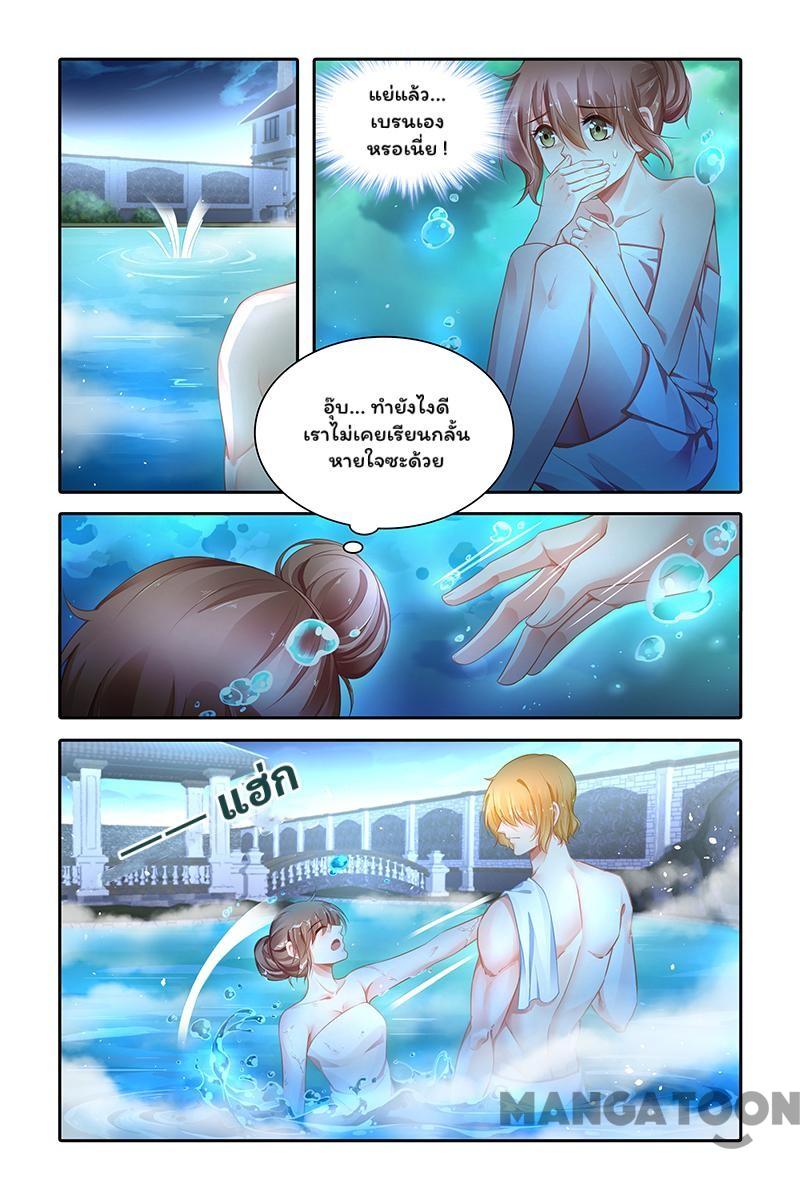 แย่แล้ว...
เบรนเอง
หรอเนี่ย !
อุ๊บ... ทำยังไงดี
เราไม่เคยเรียนกลั้น
หายใจซะด้วย
—— แฮ่ก
MANGATOON